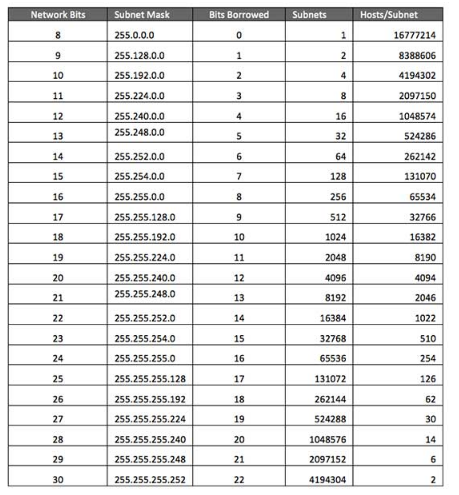 Network Bits Subnet Mask Bits Borrowed Subnets Hosts/Subnet
8 255.0.0.0 0 1 16777214
9 255.128.0.0 1 2 8388606
10 255.192.0.0 2 4 4194302
11 255.224.0.0 3 8 2097150
12 255.240.0.0 4 16 1048574
13 255.248.0.0 5 32 524286
14 255.252.0.0 6 64 262142
15 255.254.0.0 7 128 131070
16 255.255.0.0 8 256 65534
17 255.255.128.0 9 512 32766
18 255.255.192.0 10 1024 16382
19 255.255.224.0 11 2048 8190
20 255.255.240.0 12 4096 4094
21 255.255.248.0 13 8192 2046
22 255.255.252.0 14 16384 1022
23 255.255.254.0 15 32768 510
24 255.255.255.0 16 65536 254
25 255.255.255.128 17 131072 126
26 255.255.255.192 18 262144 62
27 255.255.255.224 19 524288 30
28 255.255.255.240 20 1048576 14
29 255.255.255.248 21 2097152 6
30 255.255.255.252 22 4194304 2